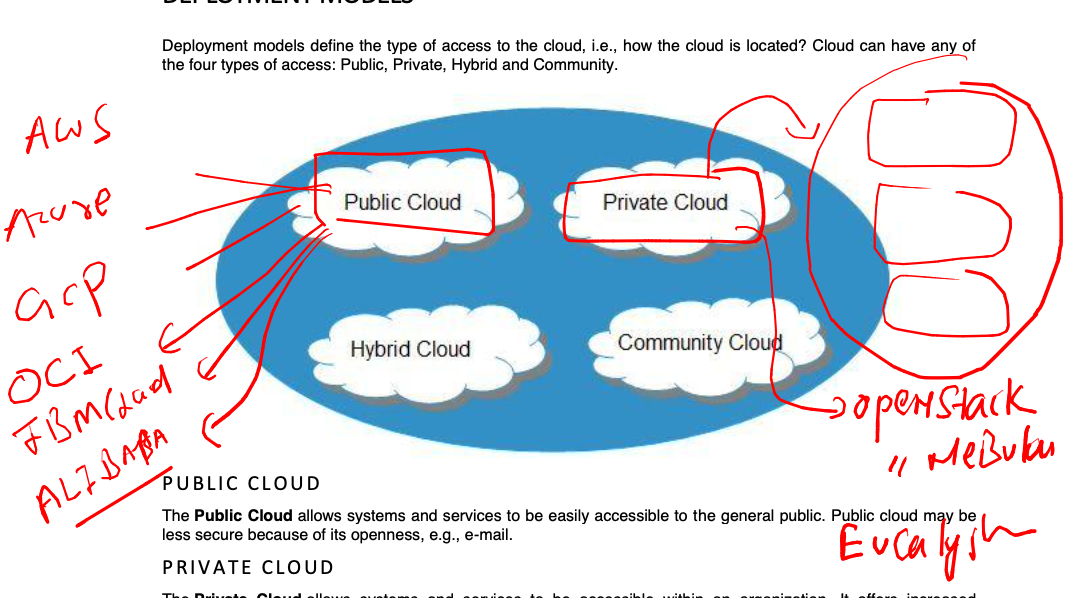 DEPLOYMENT MODELS
Deployment models define the type of access to the cloud, i.e., how the cloud is located? Cloud can have any of
the four types of access: Public, Private, Hybrid and Community.
AWS
Azure
GCP
OCI
IBM Cloud
ALIBABA
Public Cloud
Private Cloud
Hybrid Cloud
Community Cloud
openstack
PUBLIC CLOUD
The Public Cloud allows systems and services to be easily accessible to the general public. Public cloud may be
less secure because of its openness, e.g., e-mail.
PRIVATE CLOUD
The Private Cloud allows systems and services to be accessible within an organization. It offers increased